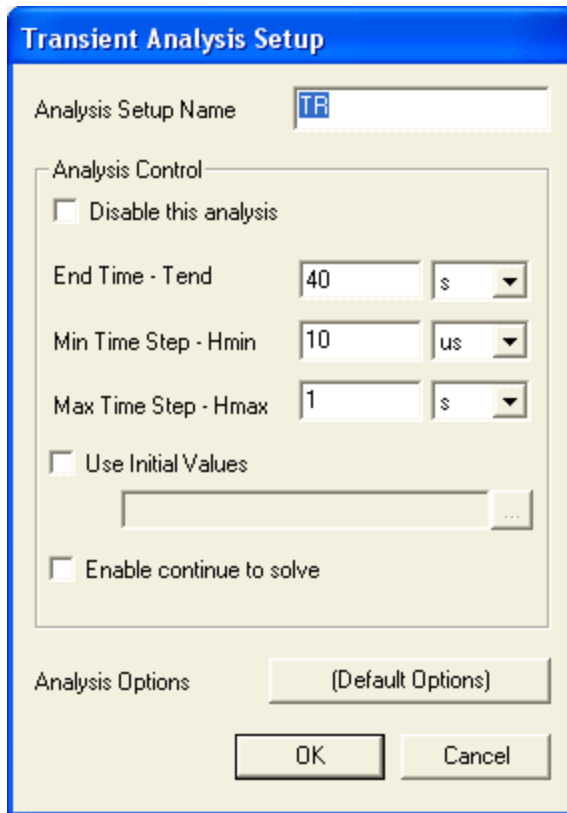 Transient Analysis Setup
Analysis Setup Name TR
Analysis Control
Disable this analysis
End Time - Tend 40 s
Min Time Step - Hmin 10 us
Max Time Step - Hmax 1 s
Use Initial Values
...
Enable continue to solve
Analysis Options (Default Options)
OK Cancel